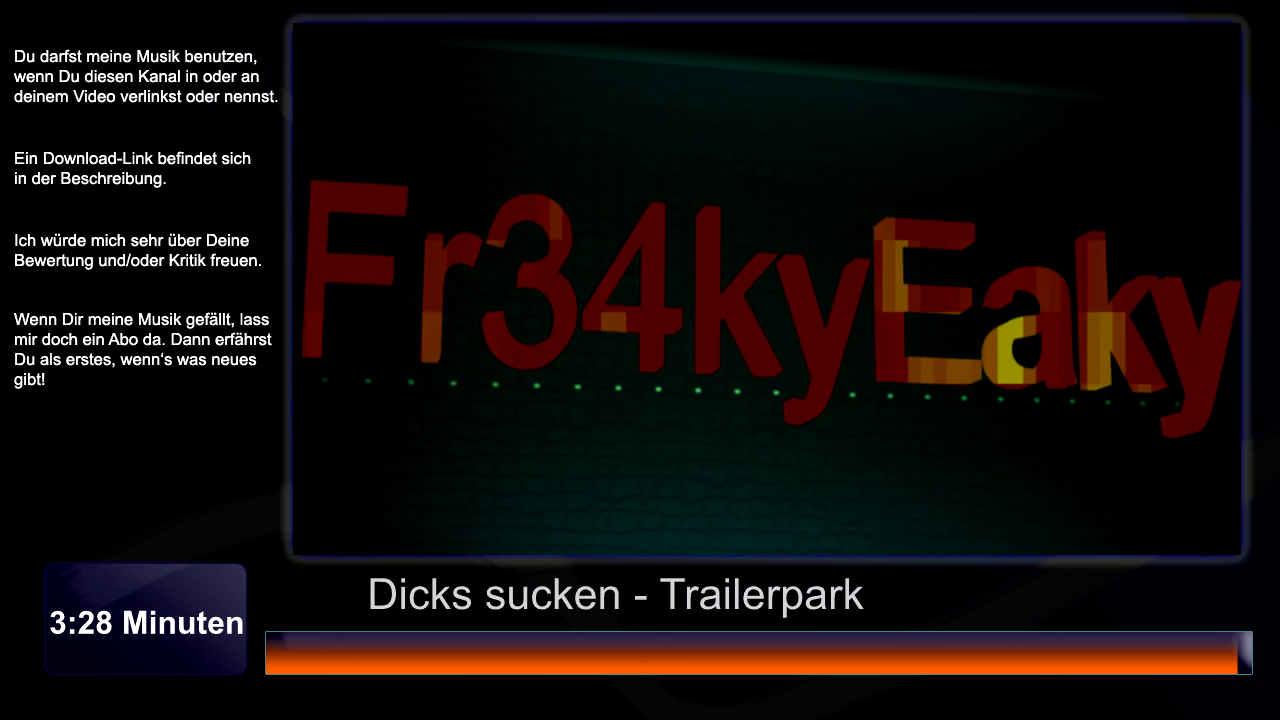 Du darfst meine Musik benutzen,
wenn Du diesen Kanal in oder an
deinem Video verlinkst oder nennst.
Ein Download-Link befindet sich
in der Beschreibung.
Ich würde mich sehr über Deine
Bewertung und/oder Kritik freuen.
Wenn Dir meine Musik gefällt, lass
mir doch ein Abo da. Dann erfährst
Du als erstes, wenn's was neues
gibt!
Fr34kyEaky
Dicks sucken - Trailerpark
3:28 Minuten